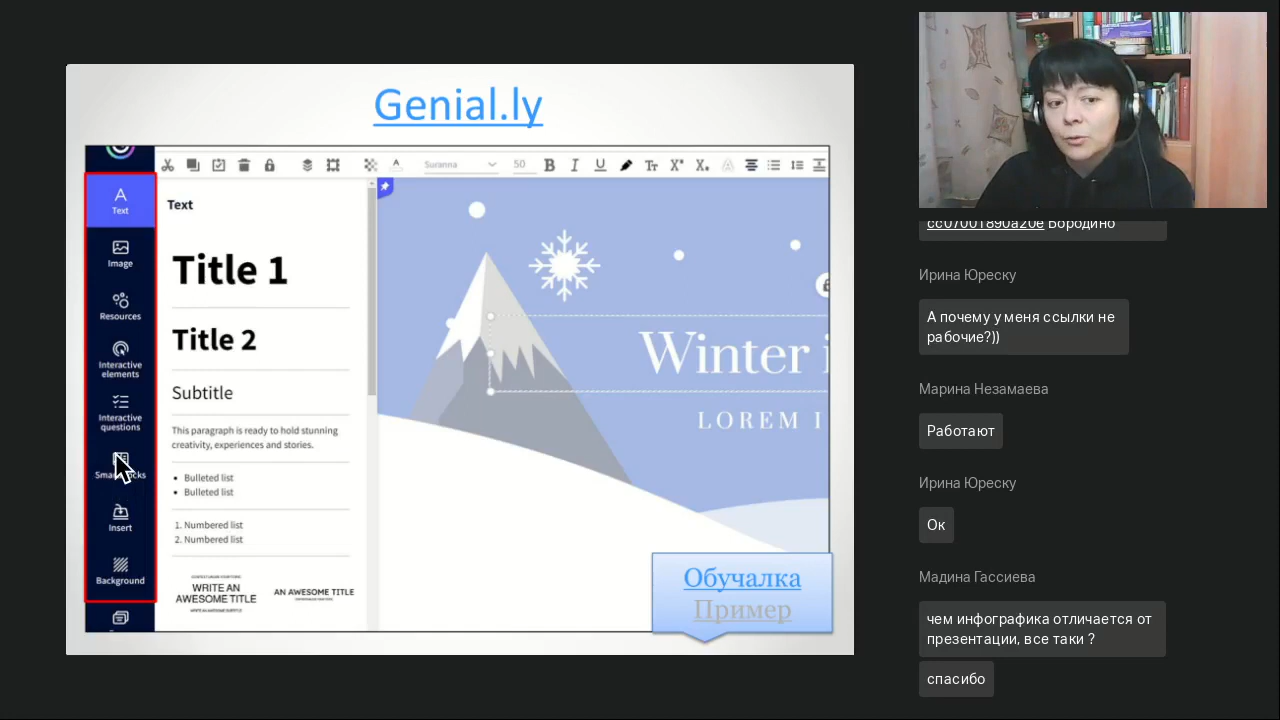 Genial.ly
Suranna
50
Text
Image
Resources
Interactive
elements
Interactive
questions
Insert
Background
Text
Title 1
Title 2
Subtitle
This paragraph is ready to hold stunning
creativity, experiences and stories.
• Bulleted list
• Bulleted list
1. Numbered list
2. Numbered list
WRITE AN
AWESOME TITLE
AN AWESOME TITLE
Winter i
LOREM I
Обучалка
Пример
cc07001890a20e Бородино
Ирина Юреску
А почему у меня ссылки не
рабочие?))
Марина Незамаева
Работают
Ирина Юреску
Ок
Мадина Гассиева
чем инфографика отличается от
презентации, все таки ?
спасибо